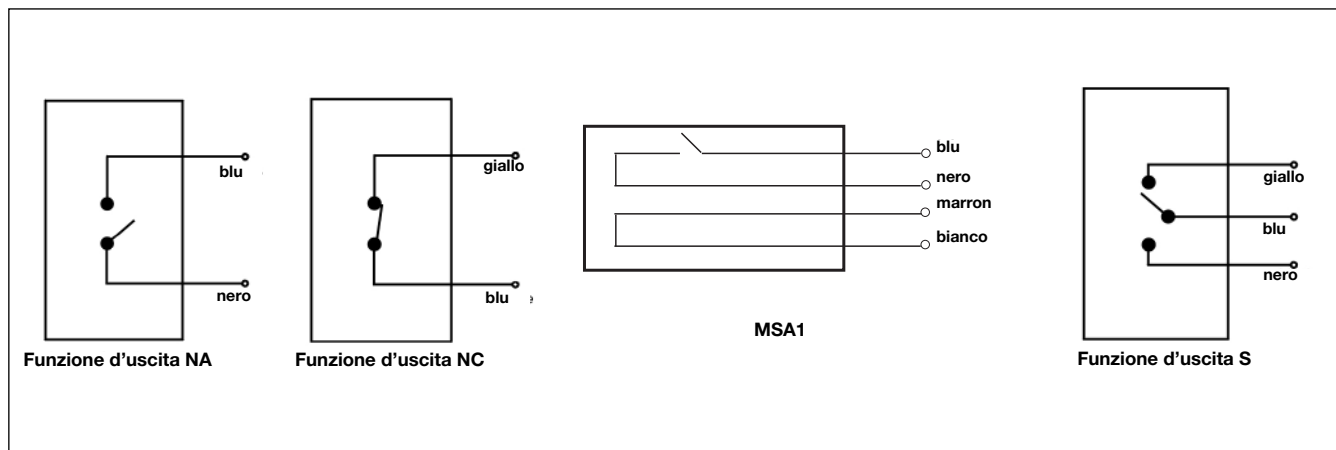 blu
nero
Funzione d'uscita NA
giallo
blu
Funzione d'uscita NC
blu
nero
marron
bianco
MSA1
giallo
blu
nero
Funzione d'uscita S